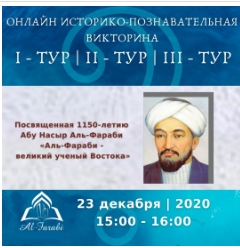 ОНЛАЙН ИСТОРИКО-ПОЗНАВАТЕЛЬНАЯ
ВИКТОРИНА
I - ТУР | II - ТУР | III - ТУР
Посвященная 1150-летию
Абу Насыр Аль-Фараби
«Аль-Фараби -
великий ученый Востока»
Al-Farabi
23 декабря | 2020
15:00 - 16:00